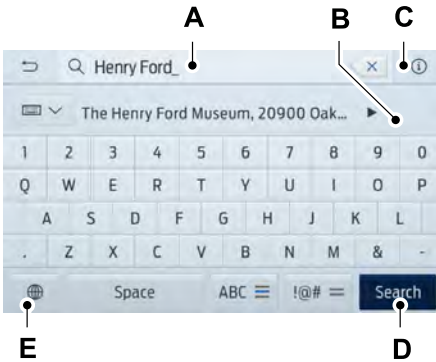 A
B
C
Henry Ford_
The Henry Ford Museum, 20900 Oak...
1 2 3 4 5 6 7 8 9 0
Q W E R T Y U I O P
A S D F G H J K L
. Z X C V B N M & -
Space ABC !@# Search
E
D